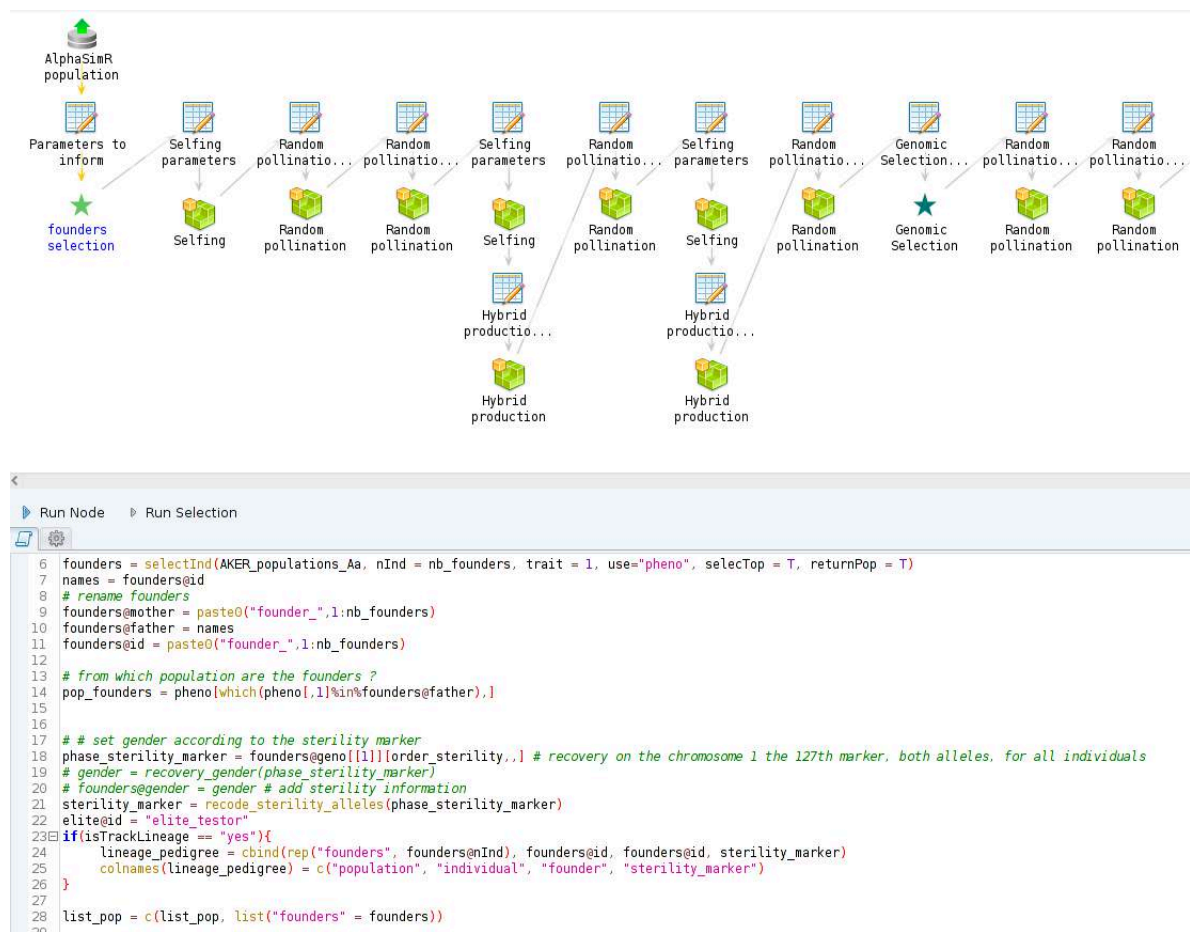 AlphaSimR
population
Parameters to
inform
Selfing
parameters
Random
pollinatio...
Random
pollinatio...
Selfing
parameters
Random
pollinatio...
Selfing
parameters
Random
pollinatio...
Genomic
Selection...
Random
pollinatio...
Random
pollinatio...
founders
selection
Selfing
Random
pollination
Random
pollination
Selfing
Random
pollination
Selfing
Random
pollination
Genomic
Selection
Random
pollination
Random
pollination
Hybrid
productio...
Hybrid
productio...
Hybrid
production
Hybrid
production
Run Node Run Selection
6 founders = selectInd(AKER_populations_Aa, nInd = nb_founders, trait = 1, use="pheno", selecTop = T, returnPop = T)
7 names = founders@id
8 # rename founders
9 founders@mother = paste0("founder_",1:nb_founders)
10 founders@father = names
11 founders@id = paste0("founder_",1:nb_founders)
12
13 # from which population are the founders ?
14 pop_founders = pheno[which(pheno[,1]%in%founders@father),]
15
16
17 # # set gender according to the sterility marker
18 phase_sterility_marker = founders@geno[[1]][order_sterility,,] # recovery on the chromosome 1 the 127th marker, both alleles, for all individuals
19 # gender = recovery_gender(phase_sterility_marker)
20 # founders@gender = gender # add sterility information
21 sterility_marker = recode_sterility_alleles(phase_sterility_marker)
22 elite@id = "elite_testor"
23 if(isTrackLineage == "yes"){
24 lineage_pedigree = cbind(rep("founders", founders@nInd), founders@id, founders@id, sterility_marker)
25 colnames(lineage_pedigree) = c("population", "individual", "founder", "sterility_marker")
26 }
27
28 list_pop = c(list_pop, list("founders" = founders))